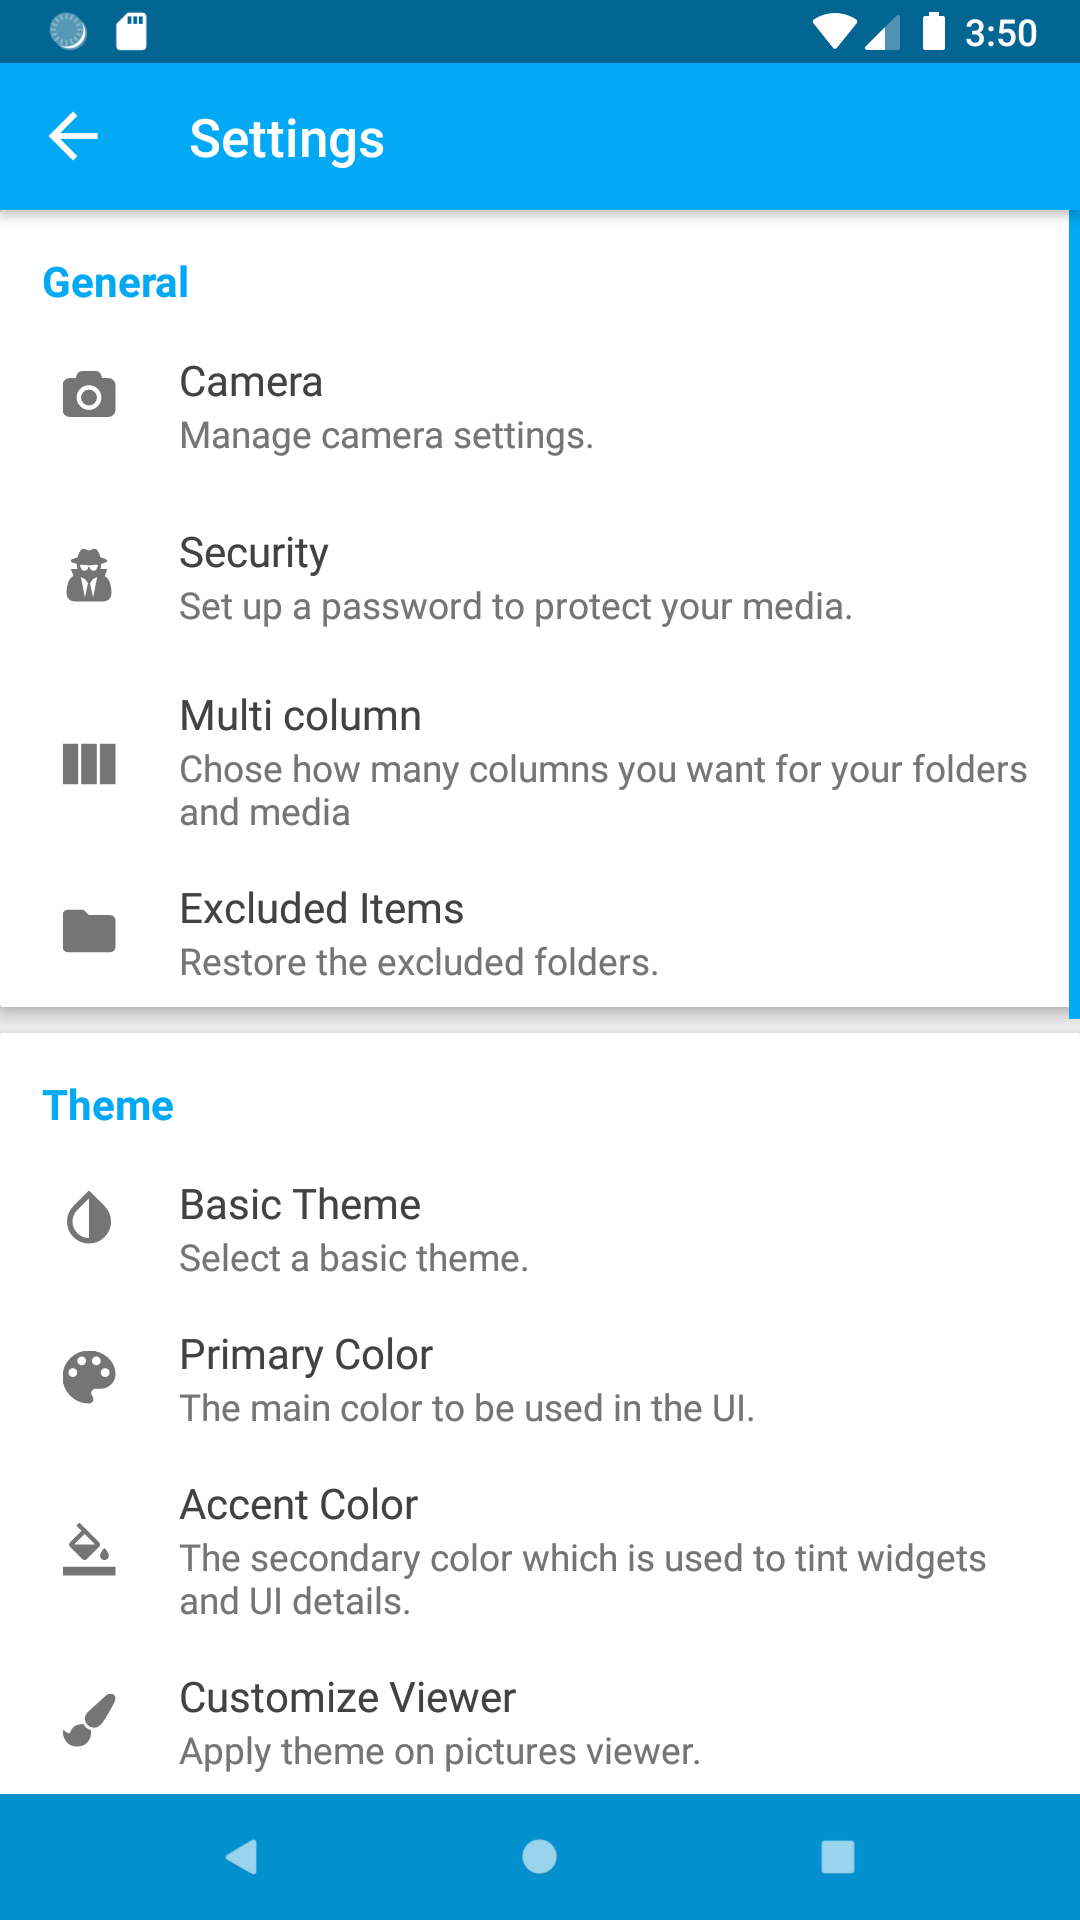 3:50
Settings
General
Camera
Manage camera settings.
Security
Set up a password to protect your media.
Multi column
Chose how many columns you want for your folders
and media
Excluded Items
Restore the excluded folders.
Theme
Basic Theme
Select a basic theme.
Primary Color
The main color to be used in the UI.
Accent Color
The secondary color which is used to tint widgets
and UI details.
Customize Viewer
Apply theme on pictures viewer.